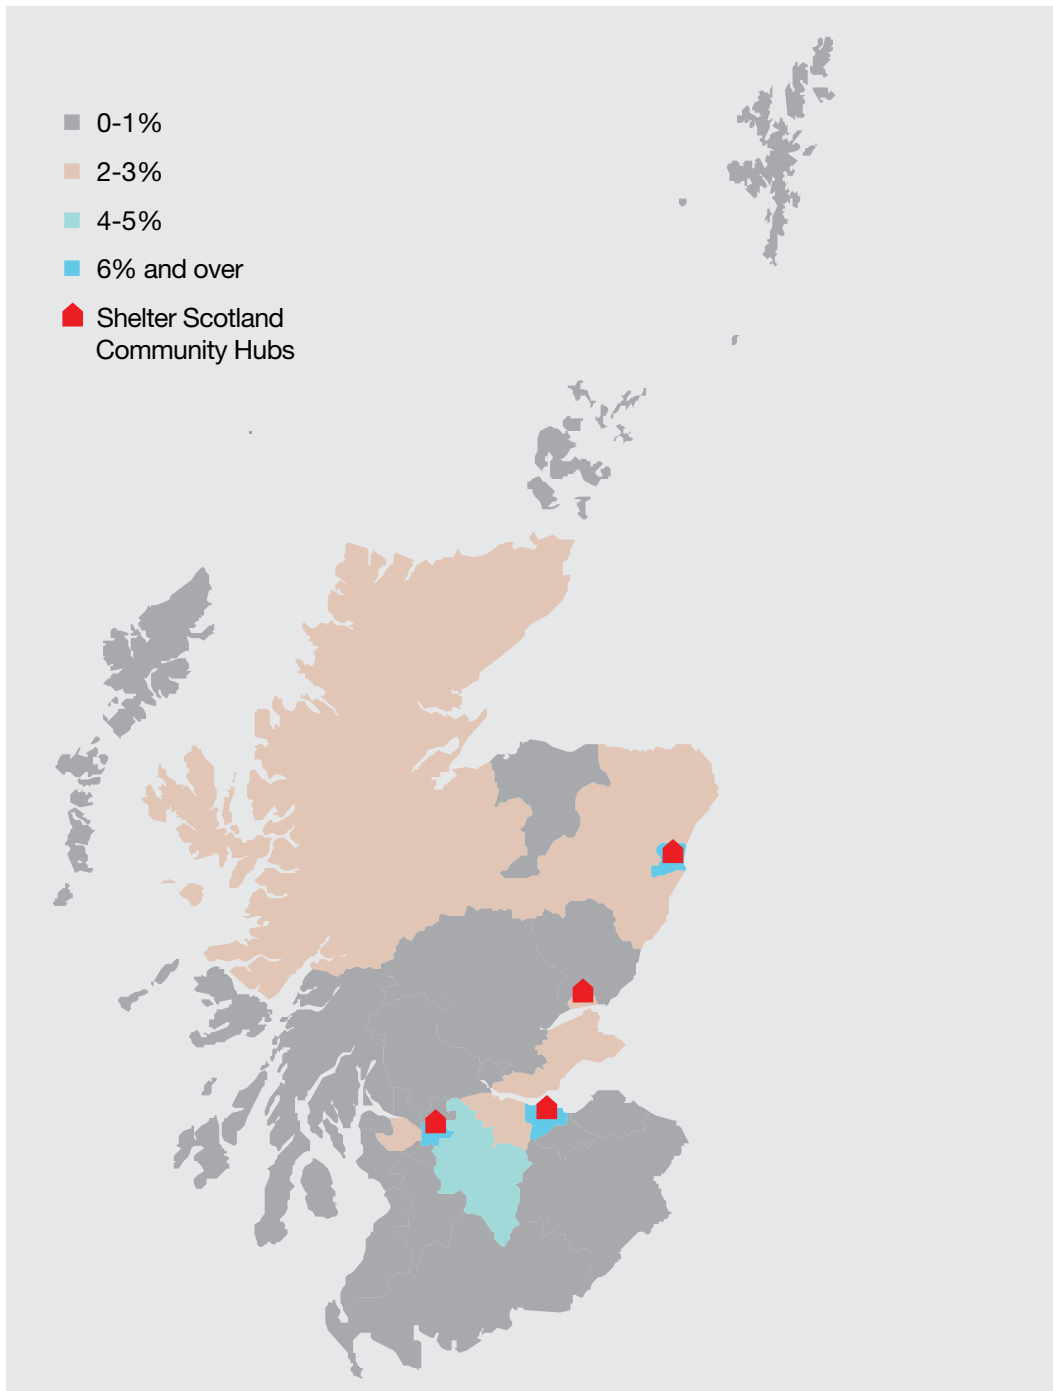 0-1%
2-3%
4-5%
6% and over
Shelter Scotland
Community Hubs